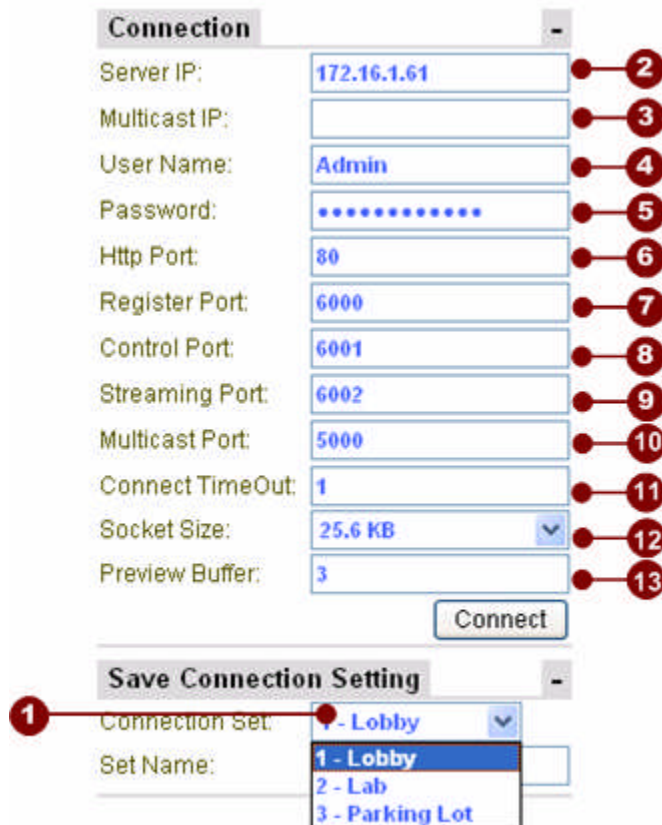 Connection -
Server IP: 172.16.1.61 2
Multicast IP: 3
User Name: Admin 4
Password: •••••••••••• 5
Http Port: 80 6
Register Port: 6000 7
Control Port: 6001 8
Streaming Port: 6002 9
Multicast Port: 5000 10
Connect TimeOut: 1 11
Socket Size: 25.6 KB 12
Preview Buffer: 3 13
Connect
Save Connection Setting -
1 Connection Set: - Lobby
Set Name: 1 - Lobby
2 - Lab
3 - Parking Lot